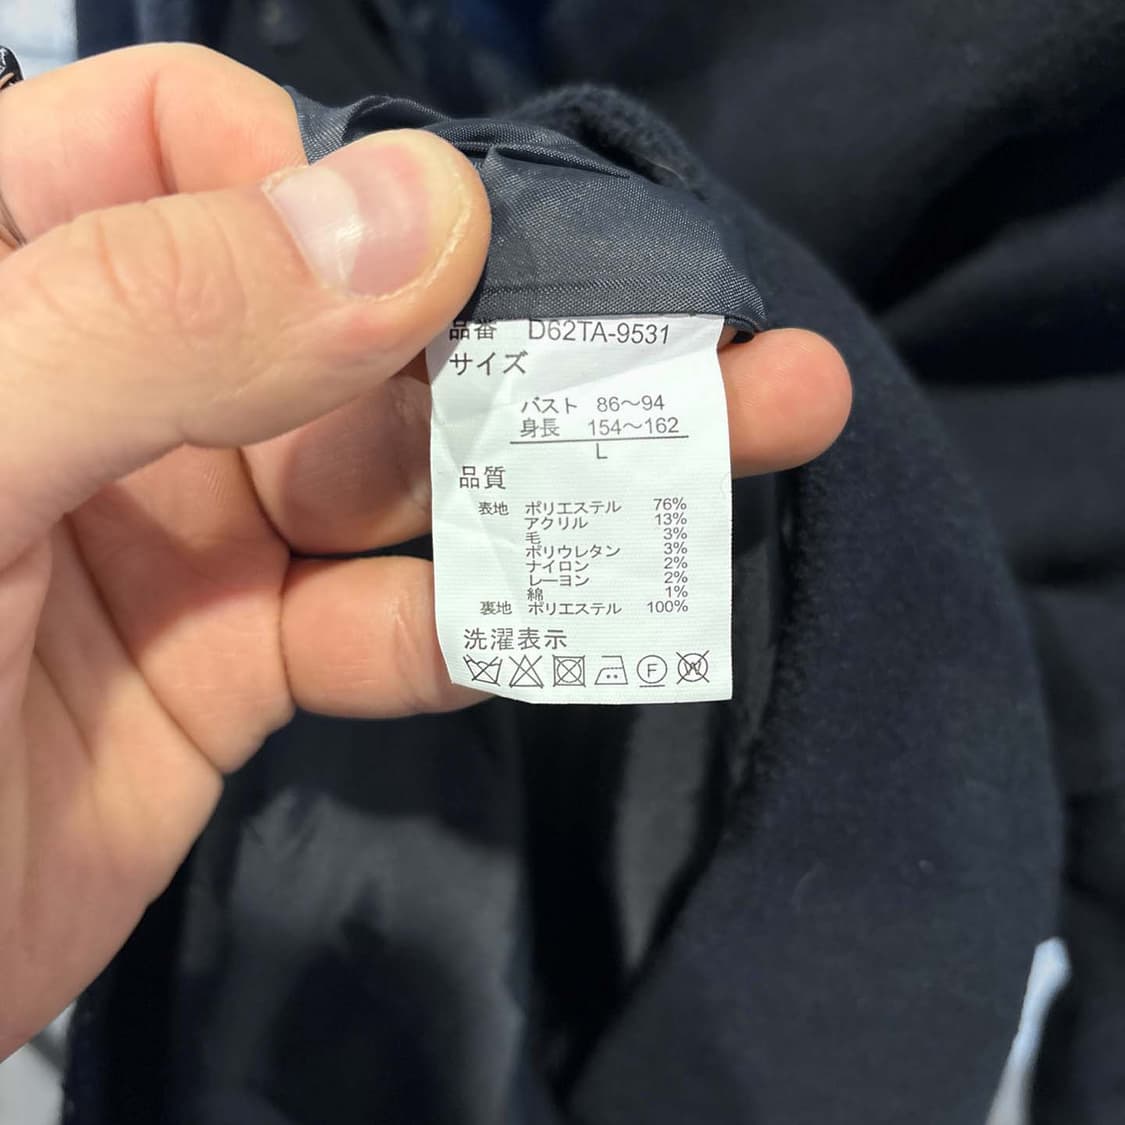 品番 D62TA-9531
サイズ
バスト 86～94
身長 154～162
L
品質
表地 ポリエステル 76%
アクリル 13%
毛 3%
ポリウレタン 3%
ナイロン 2%
レーヨン 2%
綿 1%
裏地 ポリエステル 100%
洗濯表示
F W